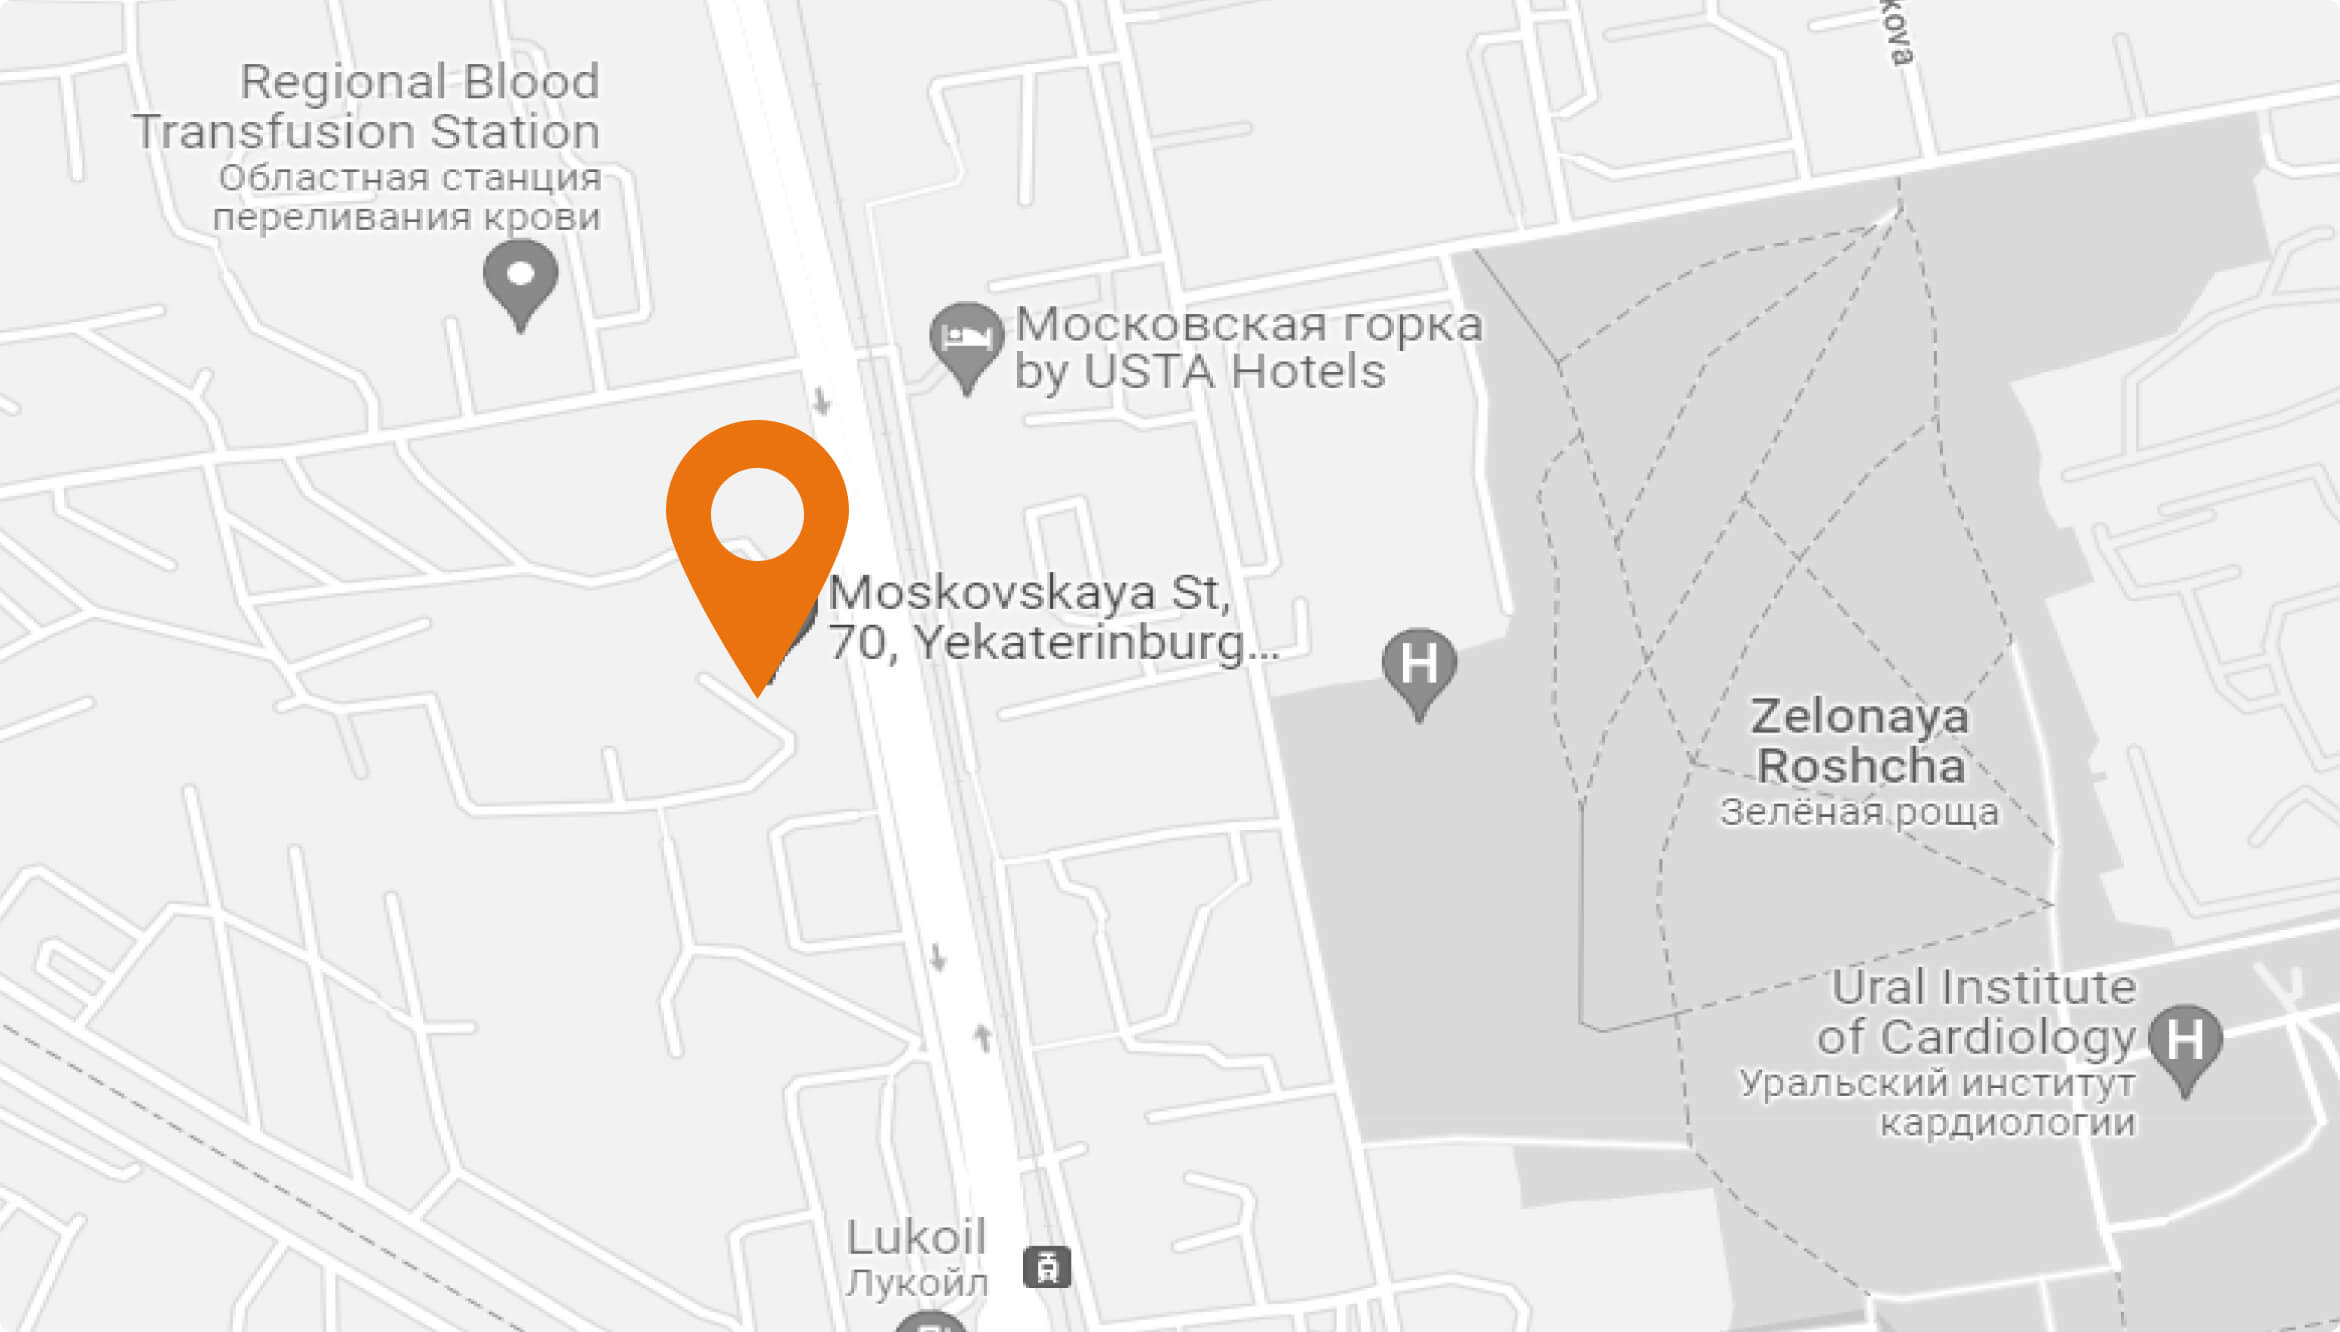 kova
Regional Blood
Transfusion Station
Областная станция
переливания крови
Московская горка
by USTA Hotels
Moskovskaya St,
70, Yekaterinburg...
H
Zelonaya
Roshcha
Зелёная роща
Ural Institute
of Cardiology
Уральский институт
кардиологии
H
Lukoil
Лукойл